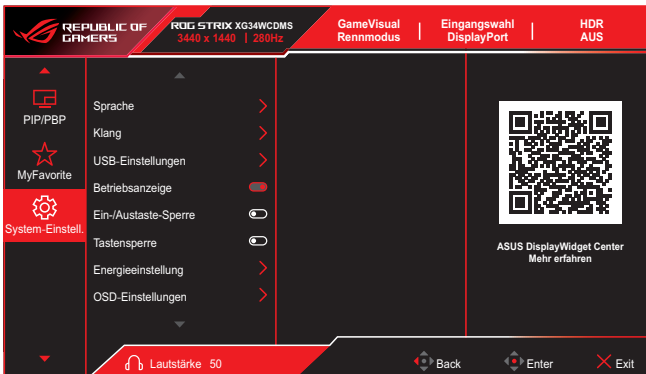 REPUBLIC OF
GAMERS
ROG STRIX XG34WCDMS
3440 x 1440 | 280Hz
GameVisual
Rennmodus
Eingangswahl
DisplayPort
HDR
AUS
PIP/PBP
MyFavorite
System-Einstell.
Sprache
Klang
USB-Einstellungen
Betriebsanzeige
Ein-/Austaste-Sperre
Tastensperre
Energieeinstellung
OSD-Einstellungen
ASUS DisplayWidget Center
Mehr erfahren
Lautstärke 50
Back
Enter
Exit